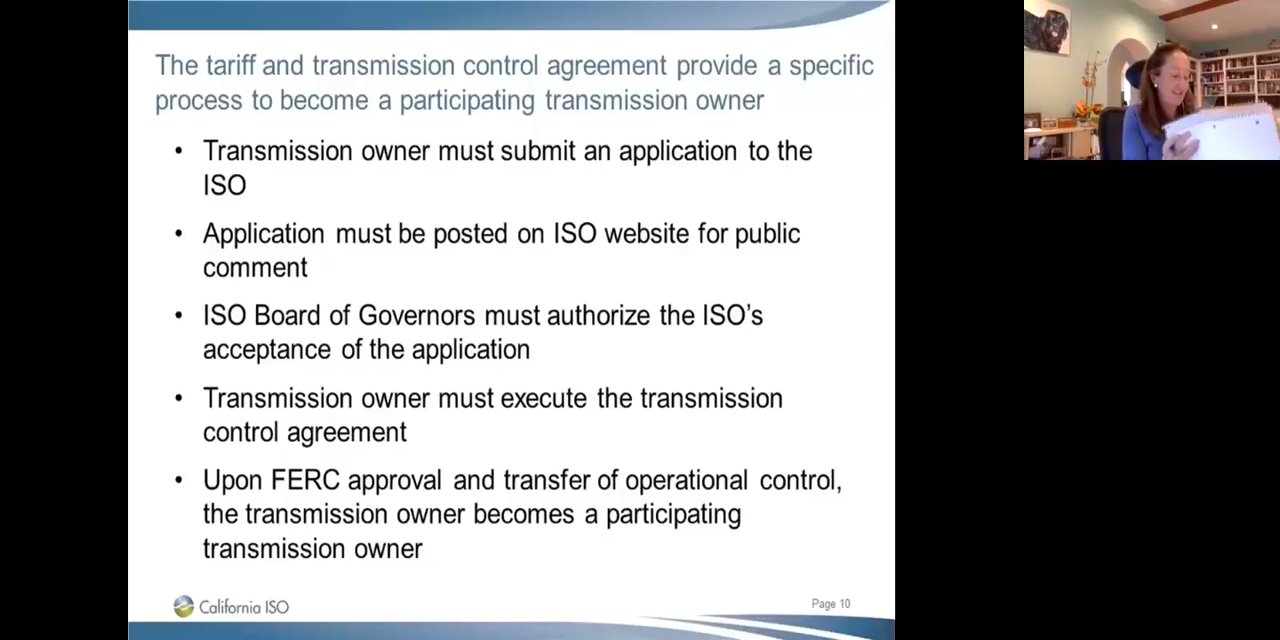 The tariff and transmission control agreement provide a specific
process to become a participating transmission owner
• Transmission owner must submit an application to the
ISO
• Application must be posted on ISO website for public
comment
• ISO Board of Governors must authorize the ISO’s
acceptance of the application
• Transmission owner must execute the transmission
control agreement
• Upon FERC approval and transfer of operational control,
the transmission owner becomes a participating
transmission owner
California ISO
Page 10